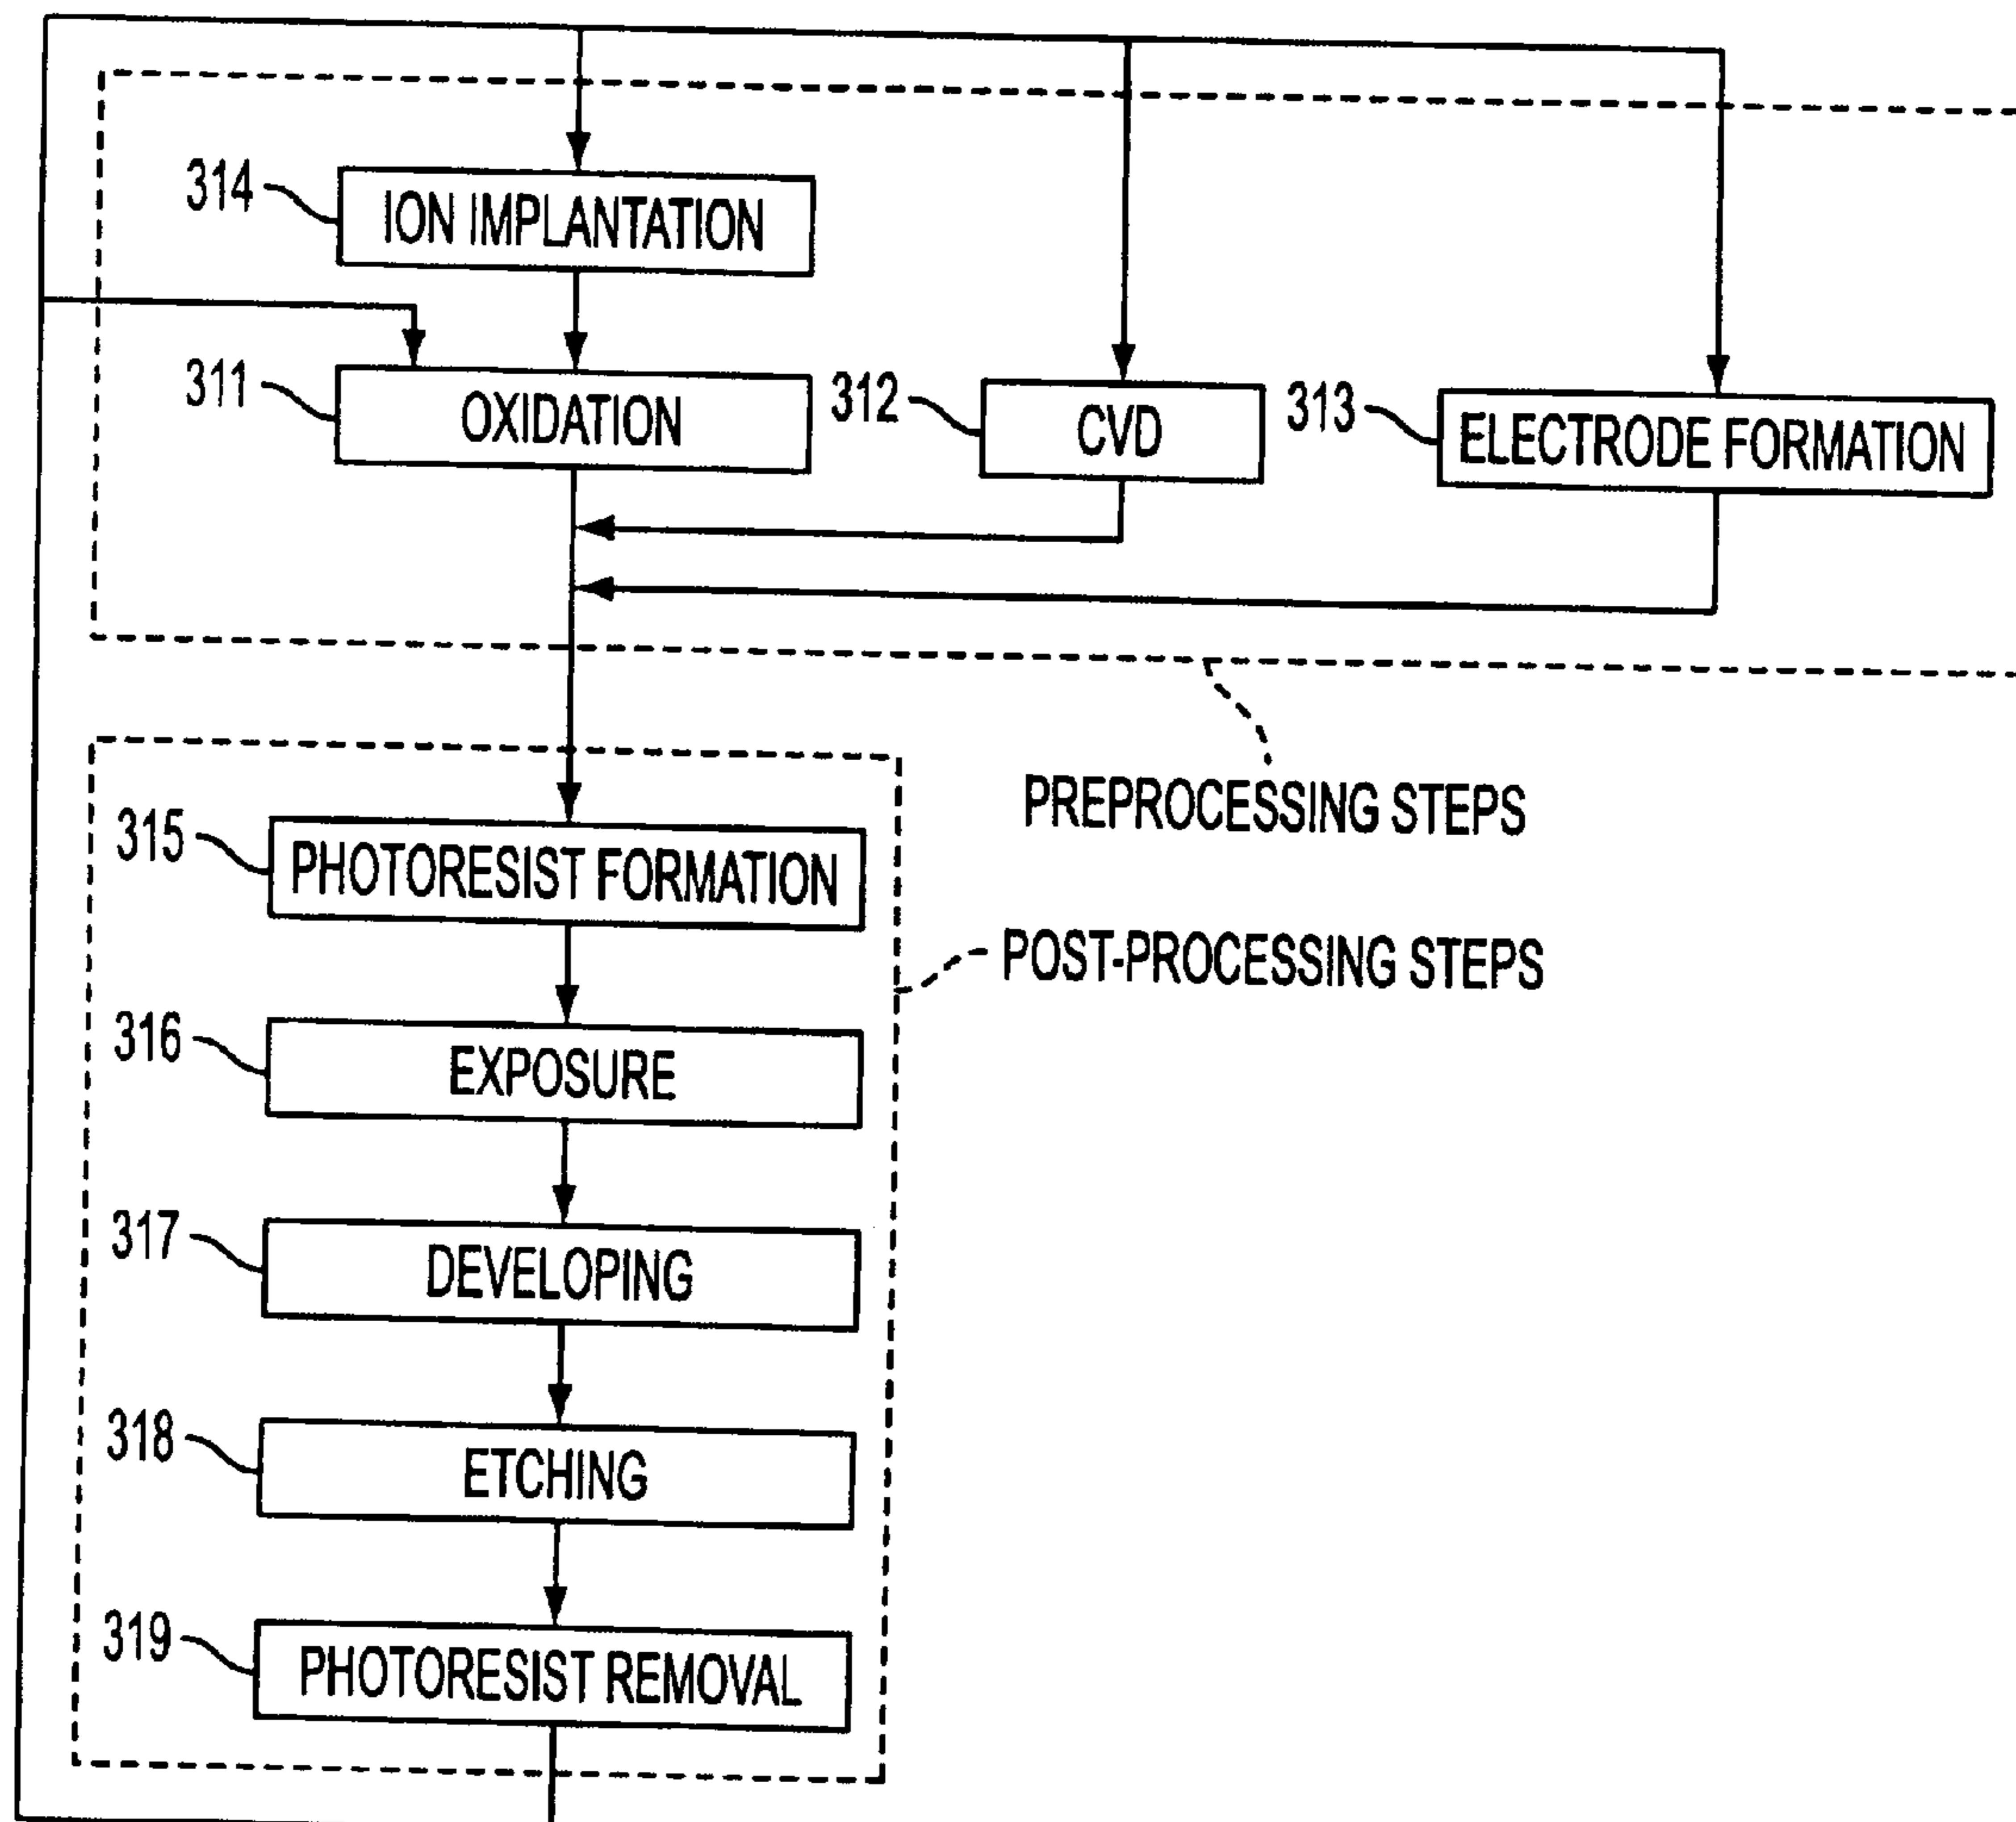 314
ION IMPLANTATION
311
OXIDATION
312
CVD
313
ELECTRODE FORMATION
PREPROCESSING STEPS
315
PHOTORESIST FORMATION
POST-PROCESSING STEPS
316
EXPOSURE
317
DEVELOPING
318
ETCHING
319
PHOTORESIST REMOVAL